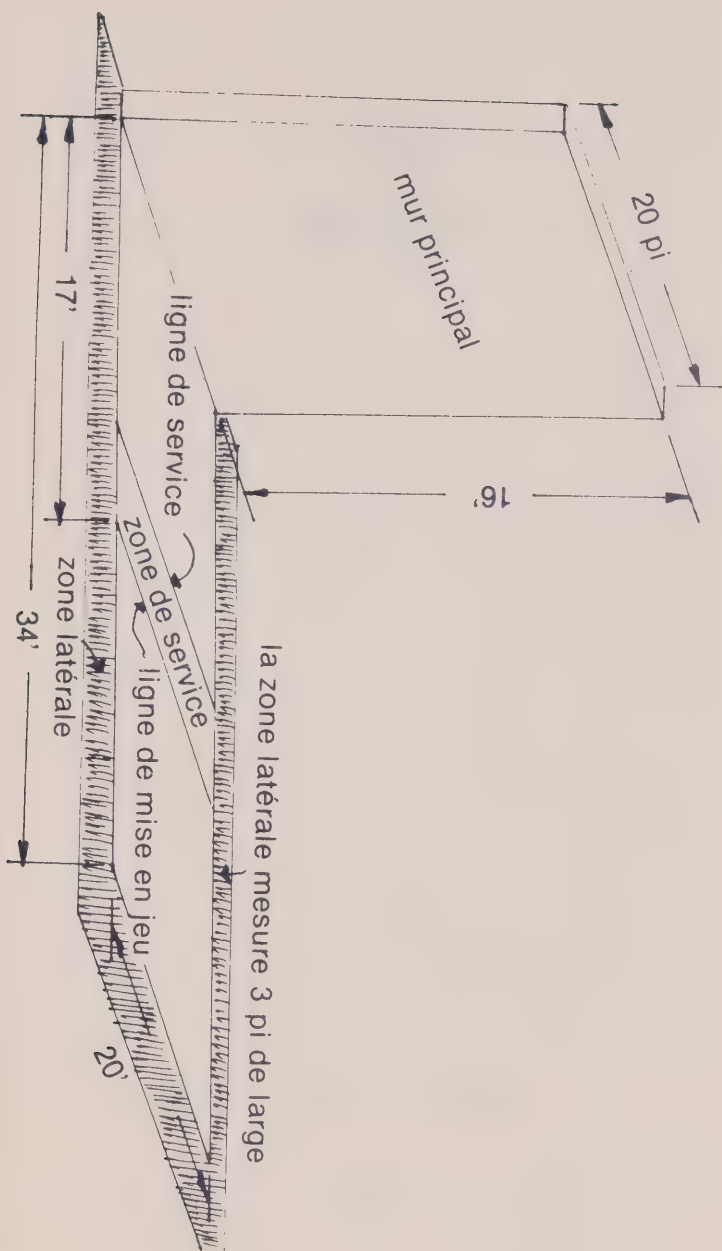 20 pi
mur principal
16'
17'
34'
ligne de service
zone de service
ligne de mise en jeu
zone latérale
la zone latérale mesure 3 pi de large
20'